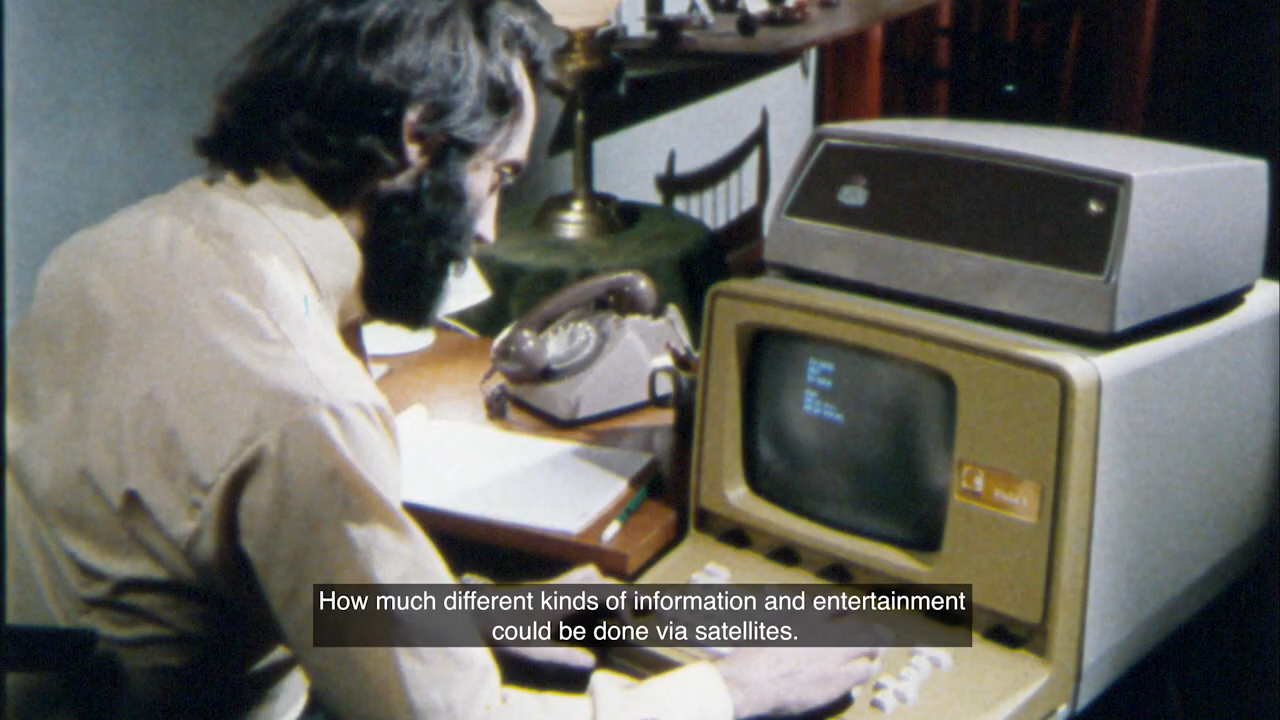 How much different kinds of information and entertainment
could be done via satellites.